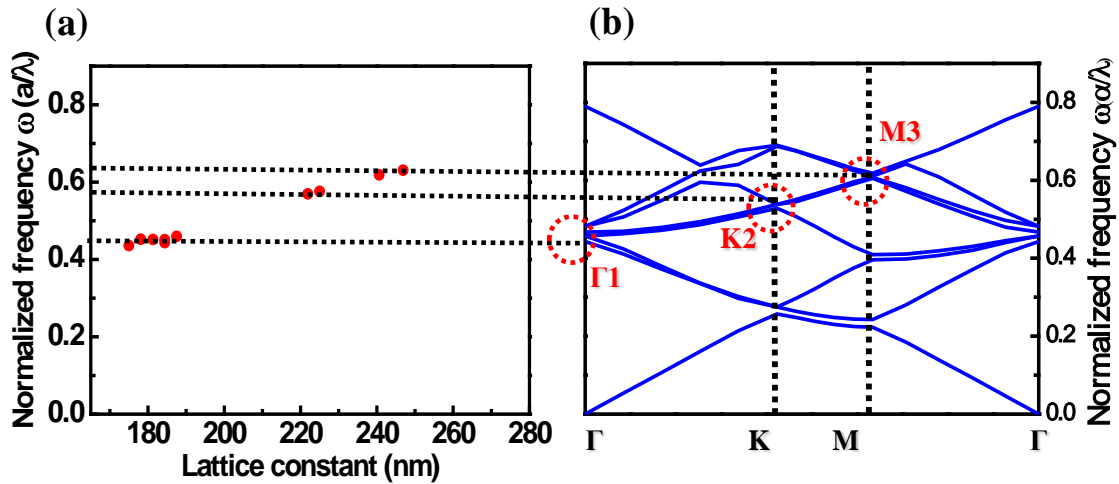 (a)
(b)
Normalized frequency ω (a/λ)
0.8
0.6
0.4
0.2
0.0
180 200 220 240 260 280
Lattice constant (nm)
M3
K2
Γ1
Γ K M Γ
0.8
0.6
0.4
0.2
0.0
Normalized frequency ωα/λ)